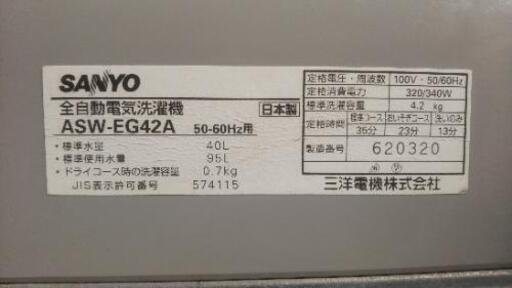 SANYO
全自動電気洗濯機
日本製
ASW-EG42A 50-60Hz用
・標準水量 40L
・標準使用水量 95L
・ドライコース時の洗濯容量 0.7kg
JIS表示許可番号 574115
定格電圧・周波数 100V・50/60Hz
定格消費電力 320/340W
標準洗濯容量 4.2 kg
定格時間 標準コース おいそぎコース 洗いのみ
35分 23分 13分
製造番号 620320
三洋電機株式会社